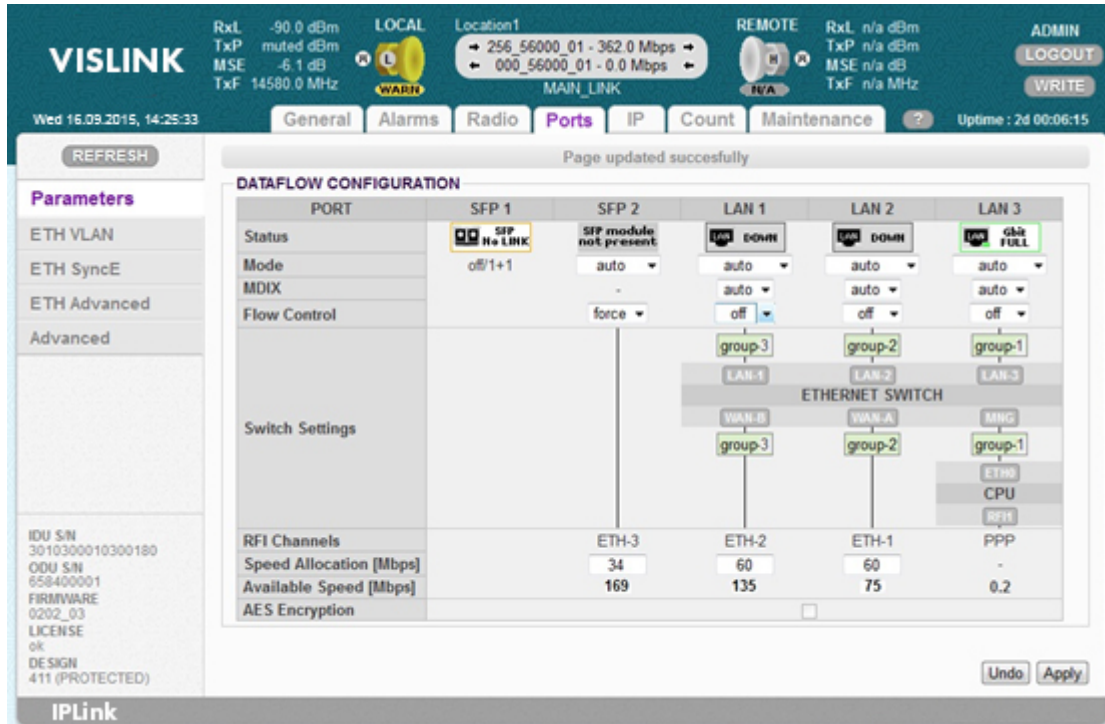 VISLINK
RxL -90.0 dBm
TxP muted dBm
MSE -6.1 dB
TxF 14580.0 MHz
LOCAL
R L
WARN
Location1
→ 256_56000_01 - 362.0 Mbps →
← 000_56000_01 - 0.0 Mbps ←
MAIN_LINK
REMOTE
H R
N/A
RxL n/a dBm
TxP n/a dBm
MSE n/a dB
TxF n/a MHz
ADMIN
LOGOUT
WRITE
Wed 16.09.2015, 14:25:33
General Alarms Radio Ports IP Count Maintenance ?
Uptime : 2d 00:06:15
REFRESH
Parameters
ETH VLAN
ETH SyncE
ETH Advanced
Advanced
IDU S/N
3010300010300180
ODU S/N
658400001
FIRMWARE
0202_03
LICENSE
ok
DESIGN
411 (PROTECTED)
Page updated succesfully
DATAFLOW CONFIGURATION
PORT SFP 1 SFP 2 LAN 1 LAN 2 LAN 3
Status SFP No LINK SFP module not present LAN DOWN LAN DOWN LAN Gbit FULL
Mode off/1+1 auto auto auto auto
MDIX - auto auto auto
Flow Control force off off off
Switch Settings
group-3 group-2 group-1
LAN-1 LAN-2 LAN-3
ETHERNET SWITCH
WAN-B WAN-A MNG
group-3 group-2 group-1
ETH0
CPU
RFI1
RFI Channels ETH-3 ETH-2 ETH-1 PPP
Speed Allocation [Mbps] 34 60 60 -
Available Speed [Mbps] 169 135 75 0.2
AES Encryption
Undo Apply
IPLink